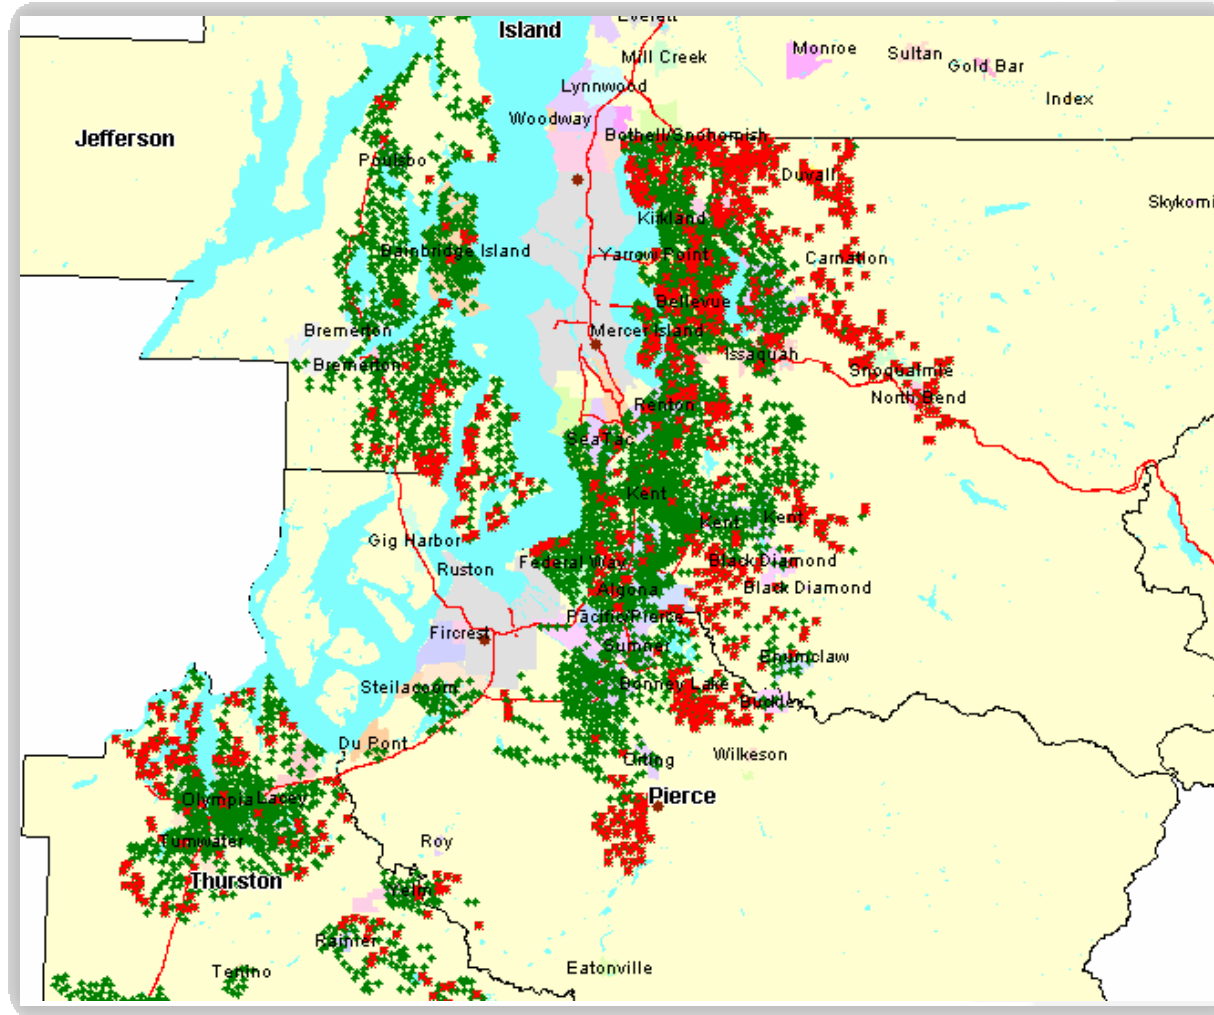 Everett
Island
Mill Creek
Monroe
Sultan
Gold Bar
Lynnwood
Index
Woodway
Jefferson
Bothell/Snohomish
Poulsbo
Duvall
Skykomi
Kirkland
Bainbridge Island
Yarrow Point
Carnation
Bellevue
Bremerton
Mercer Island
Issaquah
Bremerton
Snoqualmie
North Bend
Renton
SeaTac
Kent
Kent
Kent
Gig Harbor
Federal Way
Black Diamond
Ruston
Algona
Black Diamond
Pacific/Pierce
Fircrest
Sumner
Enumclaw
Steilacoom
Bonney Lake
Buckley
Du Pont
Orting
Wilkeson
Olympia
Lacey
Pierce
Tumwater
Roy
Thurston
Yelm
Rainier
Tenino
Eatonville